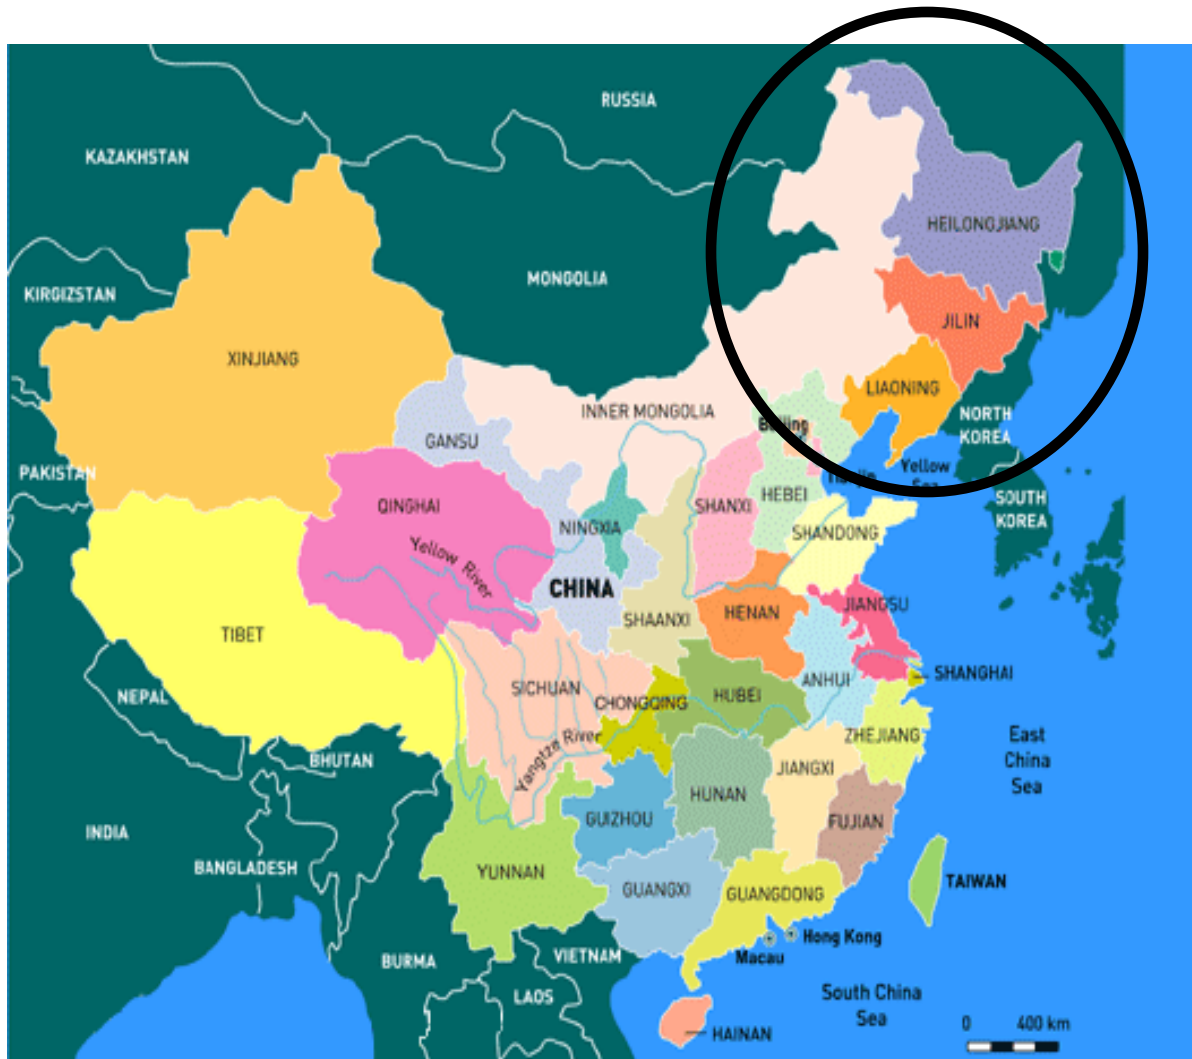 RUSSIA
KAZAKHSTAN
HEILONGJIANG
MONGOLIA
KIRGIZSTAN
JILIN
XINJIANG
LIAONING
INNER MONGOLIA
NORTH
KOREA
Beijing
GANSU
PAKISTAN
Yellow
Sea
Tianjin
HEBEI
SHANXI
QINGHAI
SOUTH
KOREA
NINGXIA
SHANDONG
Yellow River
CHINA
JIANGSU
HENAN
SHAANXI
TIBET
SHANGHAI
ANHUI
SICHUAN
NEPAL
CHONGQING
HUBEI
ZHEJIANG
East
China
Sea
Yangtze River
BHUTAN
JIANGXI
HUNAN
GUIZHOU
FUJIAN
INDIA
BANGLADESH
YUNNAN
TAIWAN
GUANGXI
GUANGDONG
Hong Kong
Macau
VIETNAM
BURMA
LAOS
South China
Sea
0 400 km
HAINAN